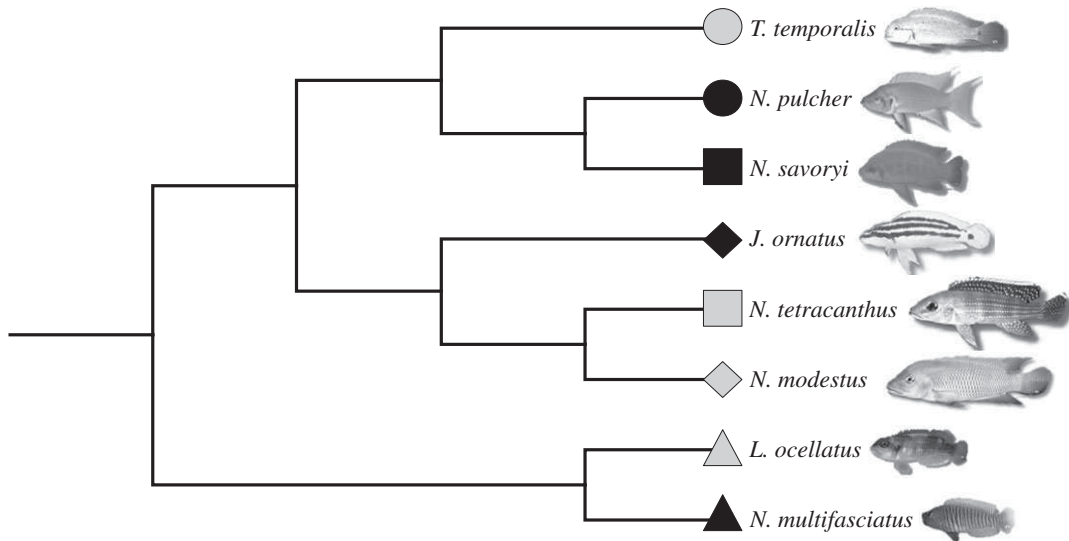 T. temporalis
N. pulcher
N. savoryi
J. ornatus
N. tetracanthus
N. modestus
L. ocellatus
N. multifasciatus